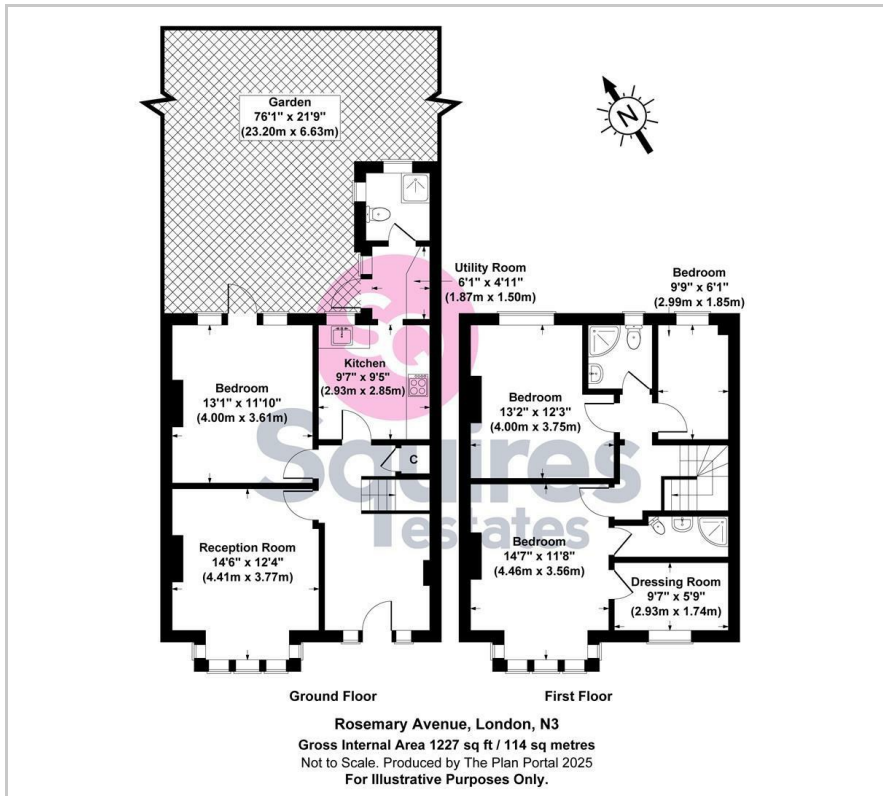 Garden
76'1" x 21'9"
(23.20m x 6.63m)
N
Utility Room
6'1" x 4'11"
(1.87m x 1.50m)
Bedroom
9'9" x 6'1"
(2.99m x 1.85m)
SQ
Kitchen
9'7" x 9'5"
(2.93m x 2.85m)
Bedroom
13'1" x 11'10"
(4.00m x 3.61m)
Bedroom
13'2" x 12'3"
(4.00m x 3.75m)
C
Squires
estates
Reception Room
14'6" x 12'4"
(4.41m x 3.77m)
Bedroom
14'7" x 11'8"
(4.46m x 3.56m)
Dressing Room
9'7" x 5'9"
(2.93m x 1.74m)
Ground Floor
First Floor
Rosemary Avenue, London, N3
Gross Internal Area 1227 sq ft / 114 sq metres
Not to Scale. Produced by The Plan Portal 2025
For Illustrative Purposes Only.